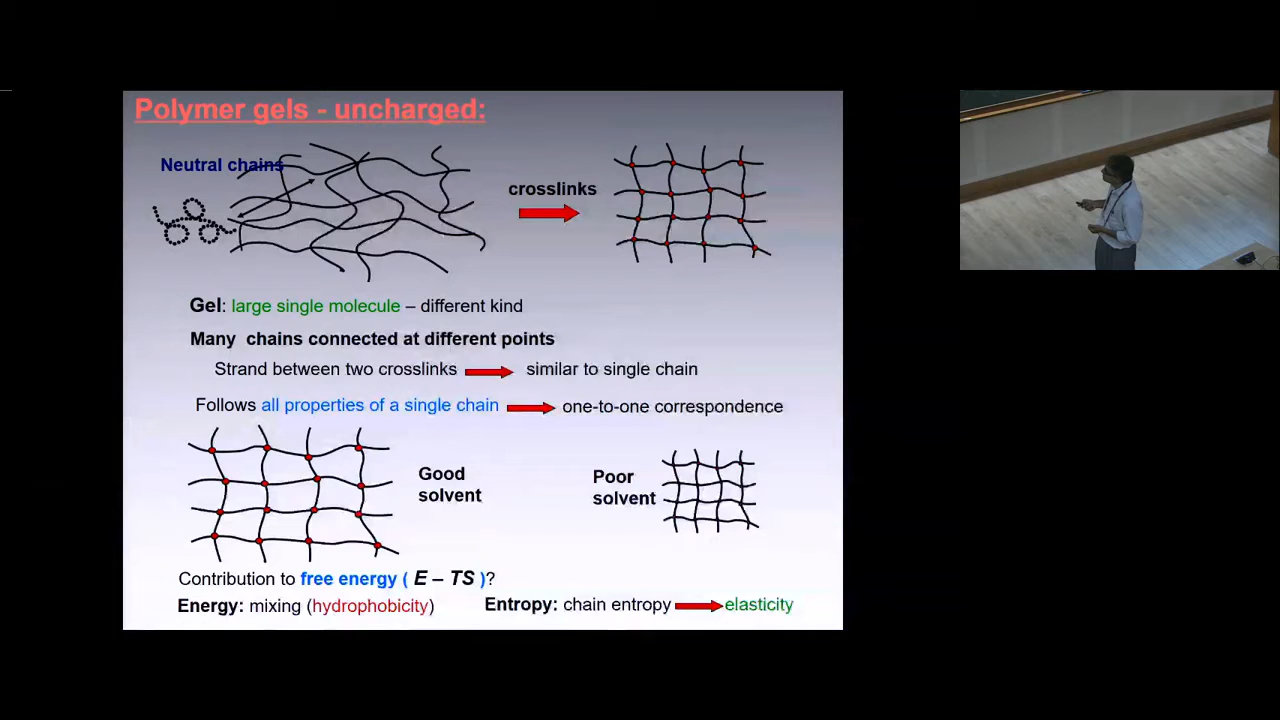 Polymer gels - uncharged:
Neutral chains
crosslinks
Gel: large single molecule – different kind
Many chains connected at different points
Strand between two crosslinks similar to single chain
Follows all properties of a single chain one-to-one correspondence
Good
solvent
Poor
solvent
Contribution to free energy ( E – TS )?
Energy: mixing (hydrophobicity)
Entropy: chain entropy elasticity